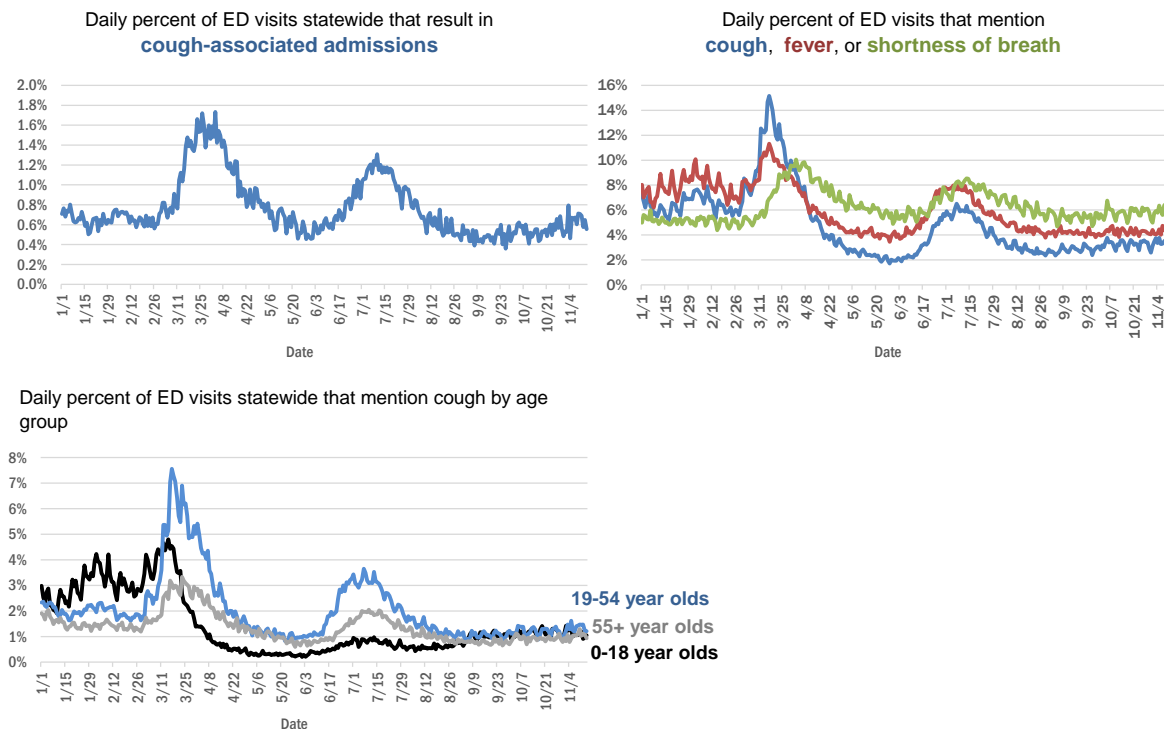 Daily percent of ED visits statewide that result in
cough-associated admissions
2.0%
1.8%
1.6%
1.4%
1.2%
1.0%
0.8%
0.6%
0.4%
0.2%
0.0%
1/1 1/15 1/29 2/12 2/26 3/11 3/25 4/8 4/22 5/6 5/20 6/3 6/17 7/1 7/15 7/29 8/12 8/26 9/9 9/23 10/7 10/21 11/4
Date
Daily percent of ED visits that mention
cough, fever, or shortness of breath
16%
14%
12%
10%
8%
6%
4%
2%
0%
1/1 1/15 1/29 2/12 2/26 3/11 3/25 4/8 4/22 5/6 5/20 6/3 6/17 7/1 7/15 7/29 8/12 8/26 9/9 9/23 10/7 10/21 11/4
Date
Daily percent of ED visits statewide that mention cough by age
group
8%
7%
6%
5%
4%
3%
2%
1%
0%
1/1 1/15 1/29 2/12 2/26 3/11 3/25 4/8 4/22 5/6 5/20 6/3 6/17 7/1 7/15 7/29 8/12 8/26 9/9 9/23 10/7 10/21 11/4
Date
19-54 year olds
55+ year olds
0-18 year olds